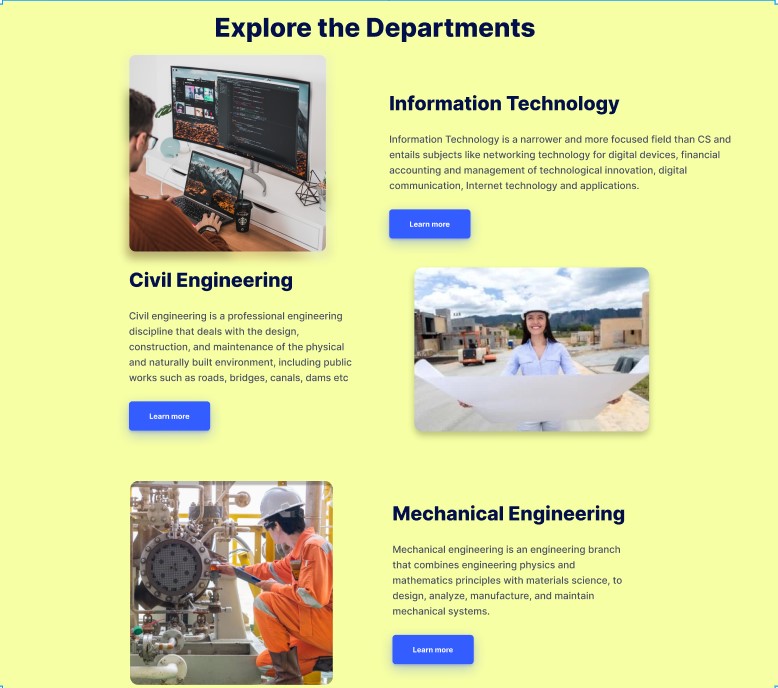 Explore the Departments
Information Technology
Information Technology is a narrower and more focused field than CS and
entails subjects like networking technology for digital devices, financial
accounting and management of technological innovation, digital
communication, Internet technology and applications.
Learn more
Civil Engineering
Civil engineering is a professional engineering
discipline that deals with the design,
construction, and maintenance of the physical
and naturally built environment, including public
works such as roads, bridges, canals, dams etc
Learn more
Mechanical Engineering
Mechanical engineering is an engineering branch
that combines engineering physics and
mathematics principles with materials science, to
design, analyze, manufacture, and maintain
mechanical systems.
Learn more